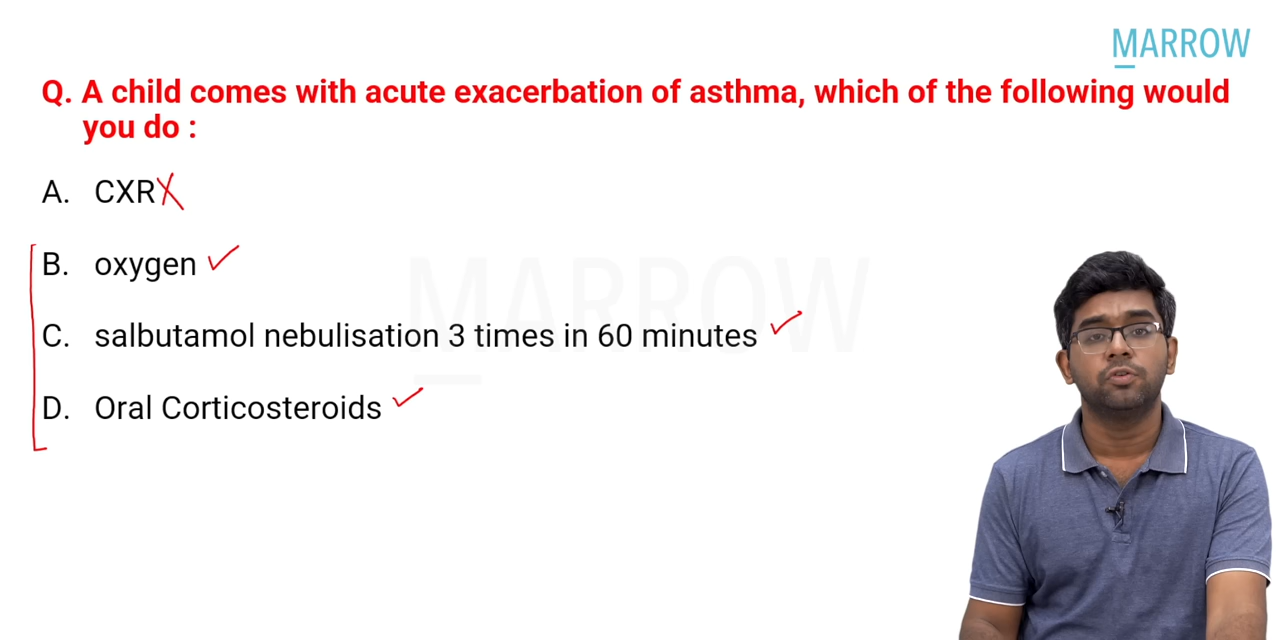 MARROW
Q. A child comes with acute exacerbation of asthma, which of the following would
you do :
A. CXR
B. oxygen
C. salbutamol nebulisation 3 times in 60 minutes
D. Oral Corticosteroids
MARROW